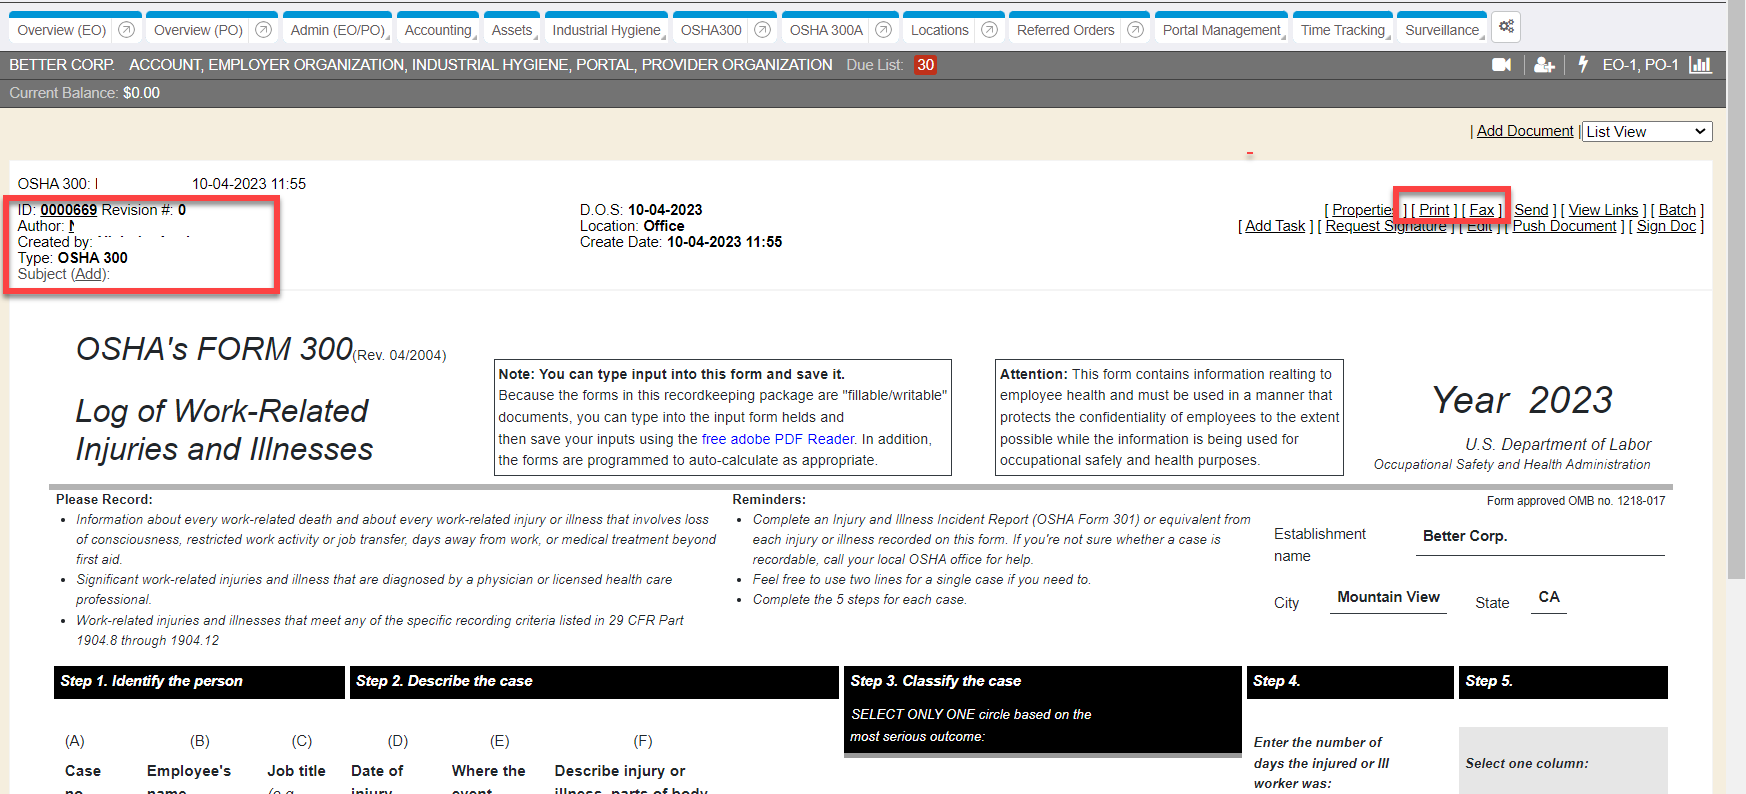 Overview (EO) Overview (PO) Admin (EO/PO) Accounting Assets Industrial Hygiene OSHA300 OSHA 300A Locations Referred Orders Portal Management Time Tracking Surveillance
BETTER CORP. ACCOUNT, EMPLOYER ORGANIZATION, INDUSTRIAL HYGIENE, PORTAL, PROVIDER ORGANIZATION Due List: 30 EO-1, PO-1
Current Balance: $0.00
| Add Document | List View
OSHA 300: 10-04-2023 11:55
ID: 0000669 Revision #: 0
Author:
Created by:
Type: OSHA 300
Subject (Add):
D.O.S: 10-04-2023
Location: Office
Create Date: 10-04-2023 11:55
[ Properties ] [ Print ] [ Fax ] Send ] [ View Links ] [ Batch ]
[ Add Task ] [ Request Signature ] [ Edit ] [ Push Document ] [ Sign Doc ]
OSHA's FORM 300(Rev. 04/2004)
Log of Work-Related
Injuries and Illnesses
Note: You can type input into this form and save it.
Because the forms in this recordkeeping package are "fillable/writable"
documents, you can type into the input form helds and
then save your inputs using the free adobe PDF Reader. In addition,
the forms are programmed to auto-calculate as appropriate.
Attention: This form contains information realting to
employee health and must be used in a manner that
protects the confidentiality of employees to the extent
possible while the information is being used for
occupational safely and health purposes.
Year 2023
U.S. Department of Labor
Occupational Safety and Health Administration
Please Record:
• Information about every work-related death and about every work-related injury or illness that involves loss
of consciousness, restricted work activity or job transfer, days away from work, or medical treatment beyond
first aid.
• Significant work-related injuries and illness that are diagnosed by a physician or licensed health care
professional.
• Work-related injuries and illnesses that meet any of the specific recording criteria listed in 29 CFR Part
1904.8 through 1904.12
Reminders:
• Complete an Injury and Illness Incident Report (OSHA Form 301) or equivalent from
each injury or illness recorded on this form. If you're not sure whether a case is
recordable, call your local OSHA office for help.
• Feel free to use two lines for a single case if you need to.
• Complete the 5 steps for each case.
Form approved OMB no. 1218-017
Establishment
name
Better Corp.
City Mountain View State CA
Step 1. Identify the person
Step 2. Describe the case
Step 3. Classify the case
SELECT ONLY ONE circle based on the
most serious outcome:
Step 4.
Step 5.
(A) (B) (C) (D) (E) (F)
Case Employee's Job title Date of Where the Describe injury or
no. name (e.g. injury event illness, parts of body
Enter the number of
days the injured or Ill
worker was:
Select one column: